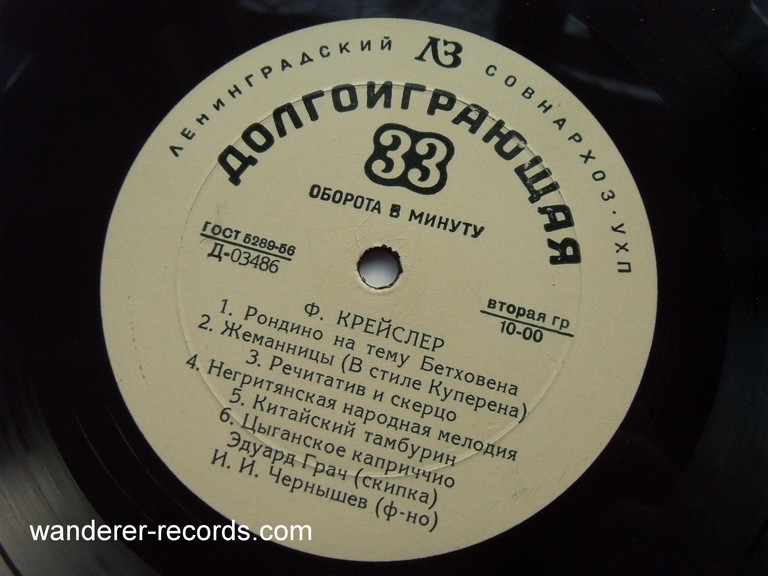 ЛЕНИНГРАДСКИЙ ЛЗ СОВНАРХОЗ · УХП
ДОЛГОИГРАЮЩАЯ
33
ОБОРОТА В МИНУТУ
ГОСТ 5289-56
Д-03486
вторая гр
10-00
Ф. КРЕЙСЛЕР
1. Рондино на тему Бетховена
2. Жеманницы (В стиле Куперена)
3. Речитатив и скерцо
4. Негритянская народная мелодия
5. Китайский тамбурин
6. Цыганское каприччио
Эдуард Грач (скипка)
И. И. Чернышев (ф-но)
wanderer-records.com